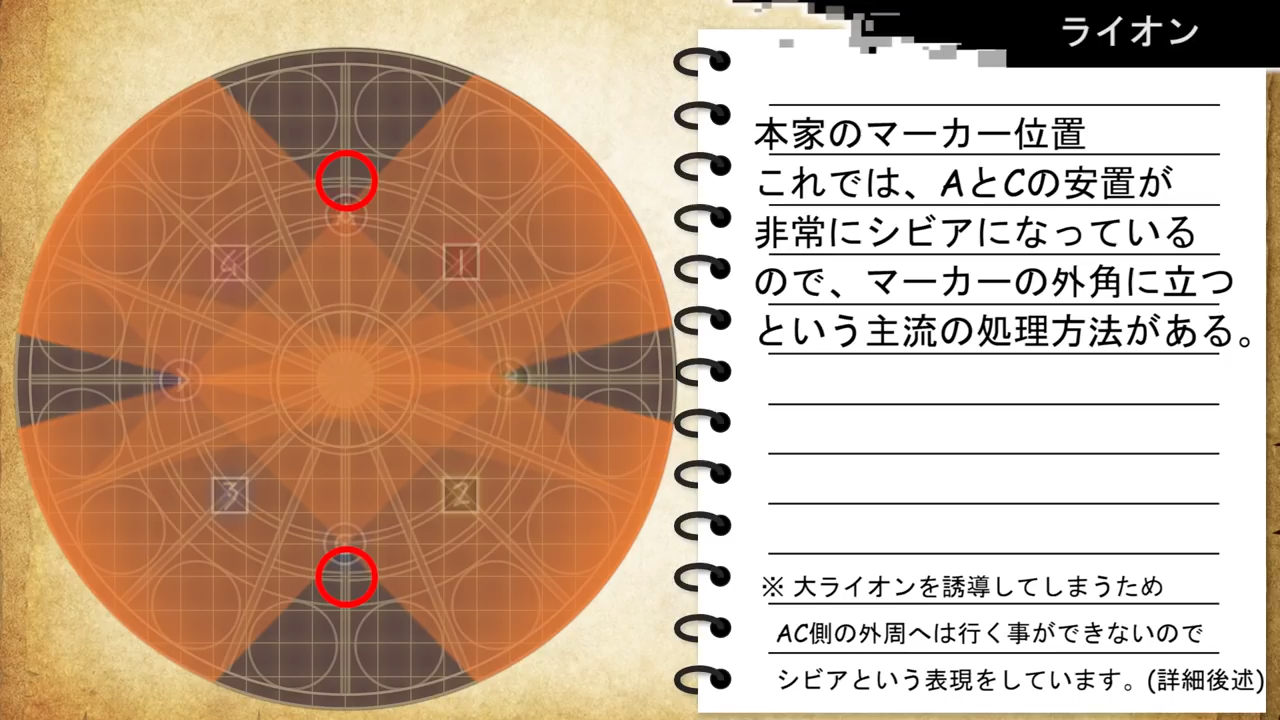 ライオン
本家のマーカー位置
これでは、AとCの安置が
非常にシビアになっている
ので、マーカーの外角に立つ
という主流の処理方法がある。
4
1
3
2
※ 大ライオンを誘導してしまうため
AC側の外周へは行く事ができないので
シビアという表現をしています。(詳細後述)